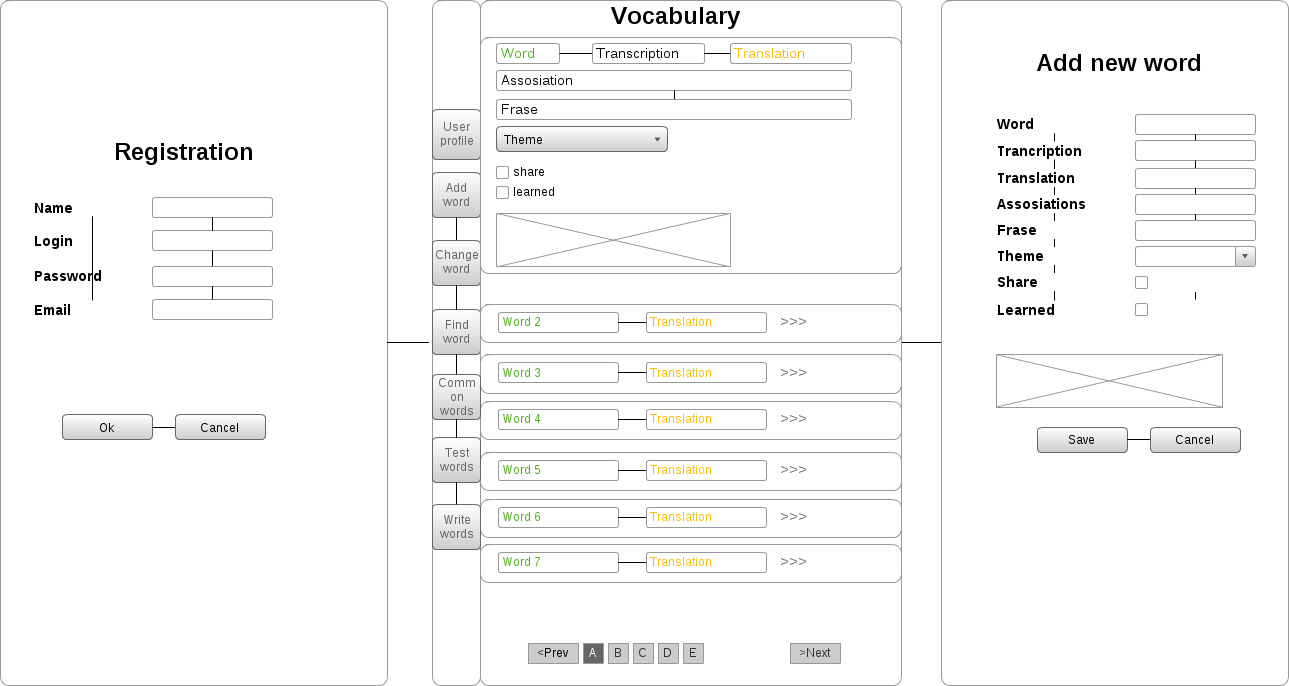 Registration
Name
Login
Password
Email
Ok
Cancel
User
profile
Add
word
Change
word
Find
word
Comm
on
words
Test
words
Write
words
Vocabulary
Word
Transcription
Translation
Assosiation
Frase
Theme
share
learned
Word 2
Translation
>>>
Word 3
Translation
>>>
Word 4
Translation
>>>
Word 5
Translation
>>>
Word 6
Translation
>>>
Word 7
Translation
>>>
<Prev
A
B
C
D
E
>Next
Add new word
Word
Trancription
Translation
Assosiations
Frase
Theme
Share
Learned
Save
Cancel